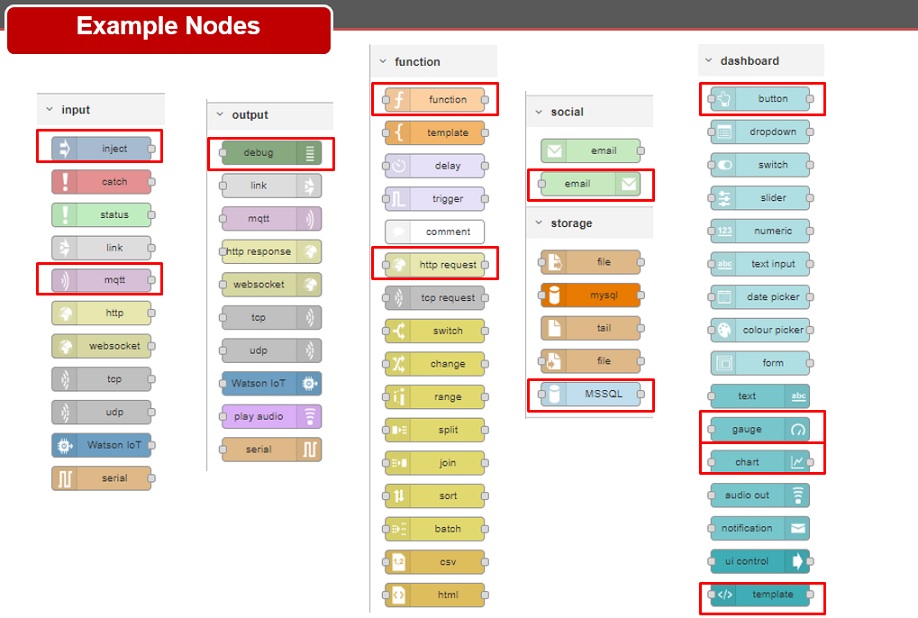 Example Nodes
input
inject
catch
status
link
mqtt
http
websocket
tcp
udp
Watson IoT
serial
output
debug
link
mqtt
http response
websocket
tcp
udp
Watson IoT
play audio
serial
function
function
template
delay
trigger
comment
http request
tcp request
switch
change
range
split
join
sort
batch
1,2
csv
html
social
email
email
storage
file
mysql
tail
file
MSSQL
dashboard
button
dropdown
switch
slider
123 numeric
abc text input
date picker
colour picker
form
text abc
gauge
chart
audio out
notification
ui control
</> template